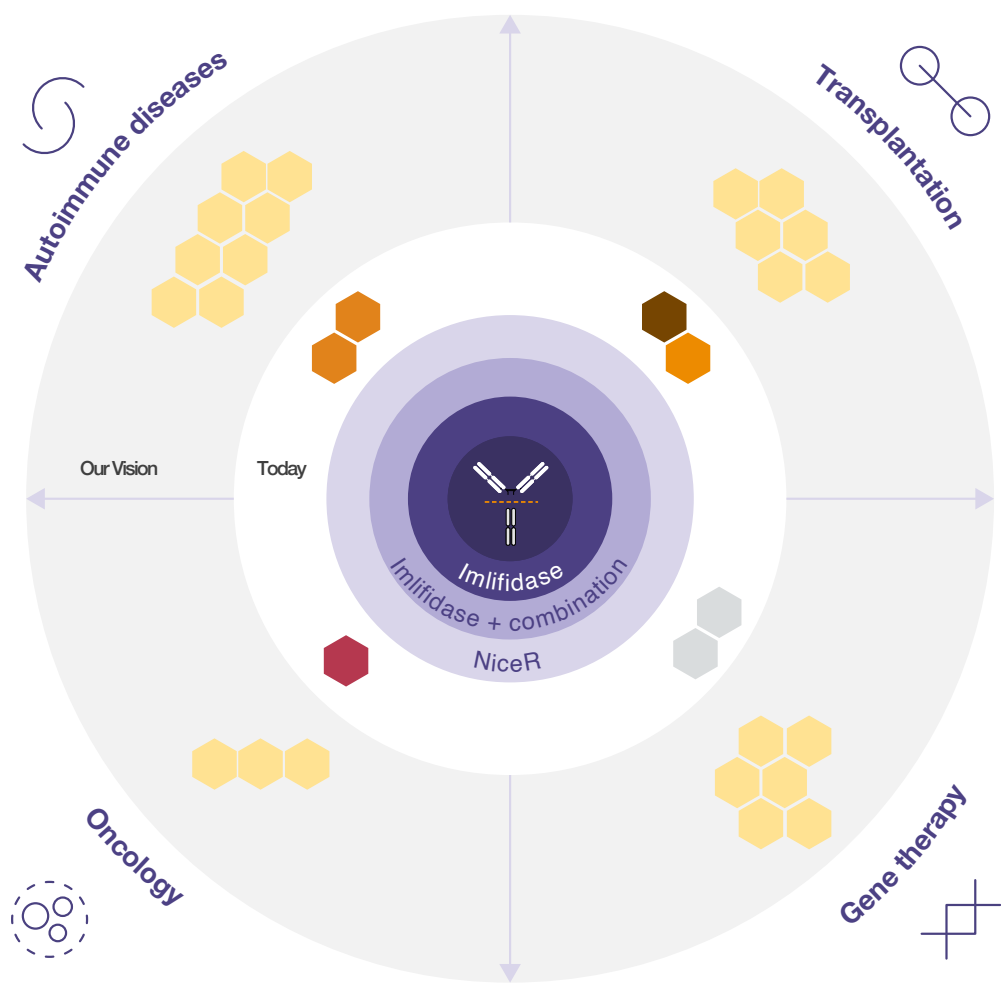 Autoimmune diseases
Transplantation
Our Vision
Today
Imlifidase
Imlifidase + combination
NiceR
Oncology
Gene therapy